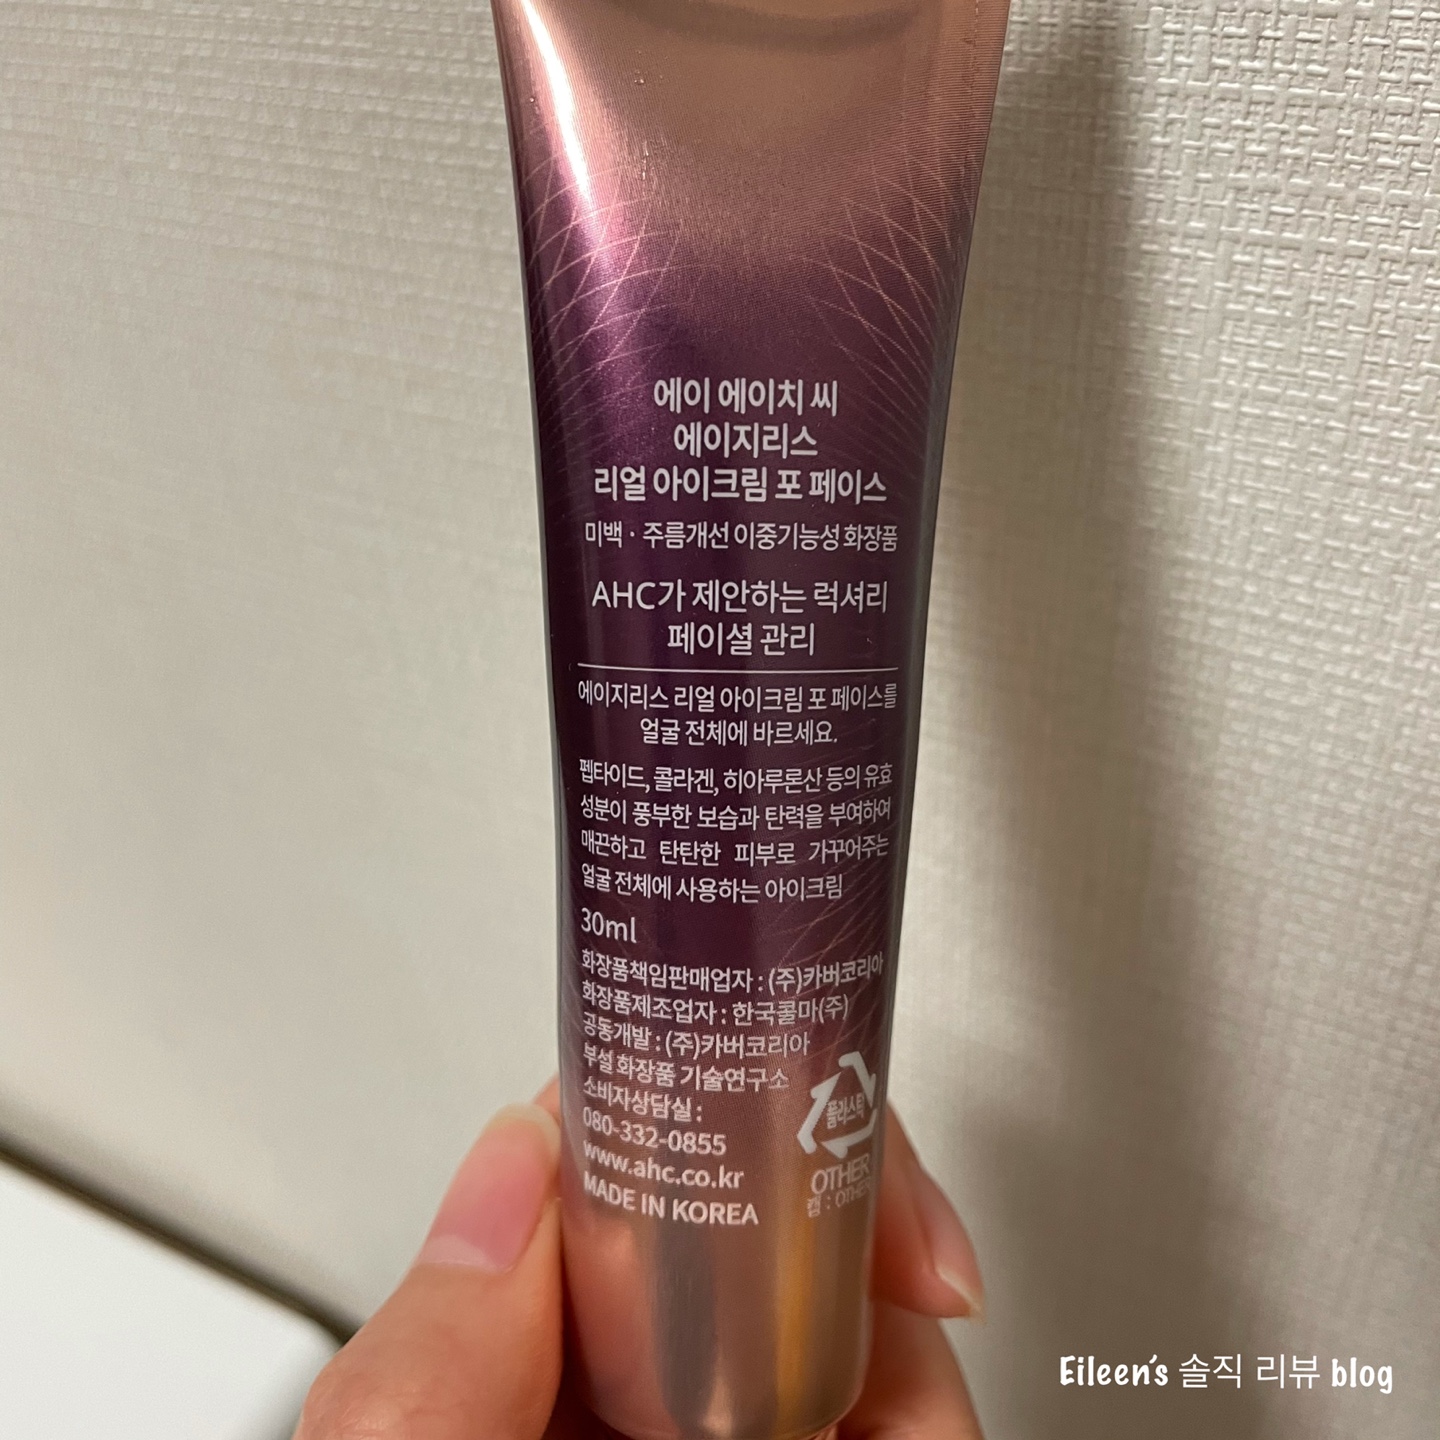 에이 에이치 씨
에이지리스
리얼 아이크림 포 페이스
미백 · 주름개선 이중기능성 화장품
AHC가 제안하는 럭셔리
페이셜 관리
에이지리스 리얼 아이크림 포 페이스를
얼굴 전체에 바르세요.
펩타이드, 콜라겐, 히아루론산 등의 유효
성분이 풍부한 보습과 탄력을 부여하여
매끈하고 탄탄한 피부로 가꾸어주는
얼굴 전체에 사용하는 아이크림
30ml
화장품책임판매업자 : (주)카버코리아
화장품제조업자 : 한국콜마(주)
공동개발 : (주)카버코리아
부설 화장품 기술연구소
소비자상담실 :
080-332-0855
www.ahc.co.kr
MADE IN KOREA
플라스틱
OTHER
캡 : OTHER
Eileen's 솔직 리뷰 blog